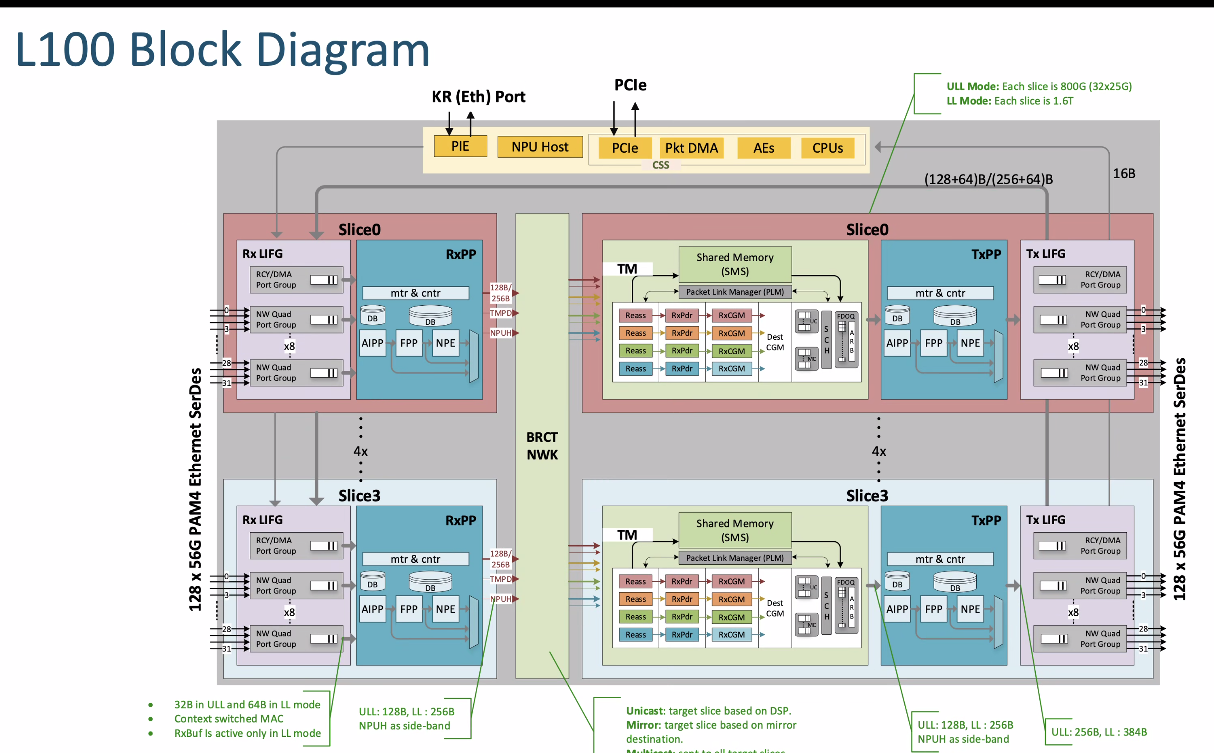 L100 Block Diagram
ULL Mode: Each slice is 800G (32x25G)
LL Mode: Each slice is 1.6T
KR (Eth) Port
PCIe
PIE
NPU Host
PCIe
Pkt DMA
AEs
CPUs
CSS
(128+64)B/(256+64)B
16B
128 x 56G PAM4 Ethernet SerDes
Slice0
Rx LIFG
RCY/DMA
Port Group
NW Quad
Port Group
x8
NW Quad
Port Group
0
3
28
31
RxPP
mtr & cntr
DB
DB
AIPP
FPP
NPE
128B/
256B
TMPD
NPUH
BRCT
NWK
Slice0
TM
Shared Memory
(SMS)
Packet Link Manager (PLM)
Reass RxPdr RxCGM
Reass RxPdr RxCGM
Reass RxPdr RxCGM
Reass RxPdr RxCGM
Dest
CGM
UC
MC
S
C
H
FDOQ
A
R
B
TxPP
mtr & cntr
DB
DB
AIPP
FPP
NPE
Tx LIFG
RCY/DMA
Port Group
NW Quad
Port Group
x8
NW Quad
Port Group
0
3
28
31
4x
4x
Slice3
Rx LIFG
RCY/DMA
Port Group
NW Quad
Port Group
x8
NW Quad
Port Group
0
3
28
31
RxPP
mtr & cntr
DB
DB
AIPP
FPP
NPE
128B/
256B
TMPD
NPUH
Slice3
TM
Shared Memory
(SMS)
Packet Link Manager (PLM)
Reass RxPdr RxCGM
Reass RxPdr RxCGM
Reass RxPdr RxCGM
Reass RxPdr RxCGM
Dest
CGM
UC
MC
S
C
H
FDOQ
A
R
B
TxPP
mtr & cntr
DB
DB
AIPP
FPP
NPE
Tx LIFG
RCY/DMA
Port Group
NW Quad
Port Group
x8
NW Quad
Port Group
0
3
28
31
128 x 56G PAM4 Ethernet SerDes
• 32B in ULL and 64B in LL mode
• Context switched MAC
• RxBuf Is active only in LL mode
ULL: 128B, LL : 256B
NPUH as side-band
Unicast: target slice based on DSP.
Mirror: target slice based on mirror
destination.
Multicast: sent to all target slices
ULL: 128B, LL : 256B
NPUH as side-band
ULL: 256B, LL : 384B